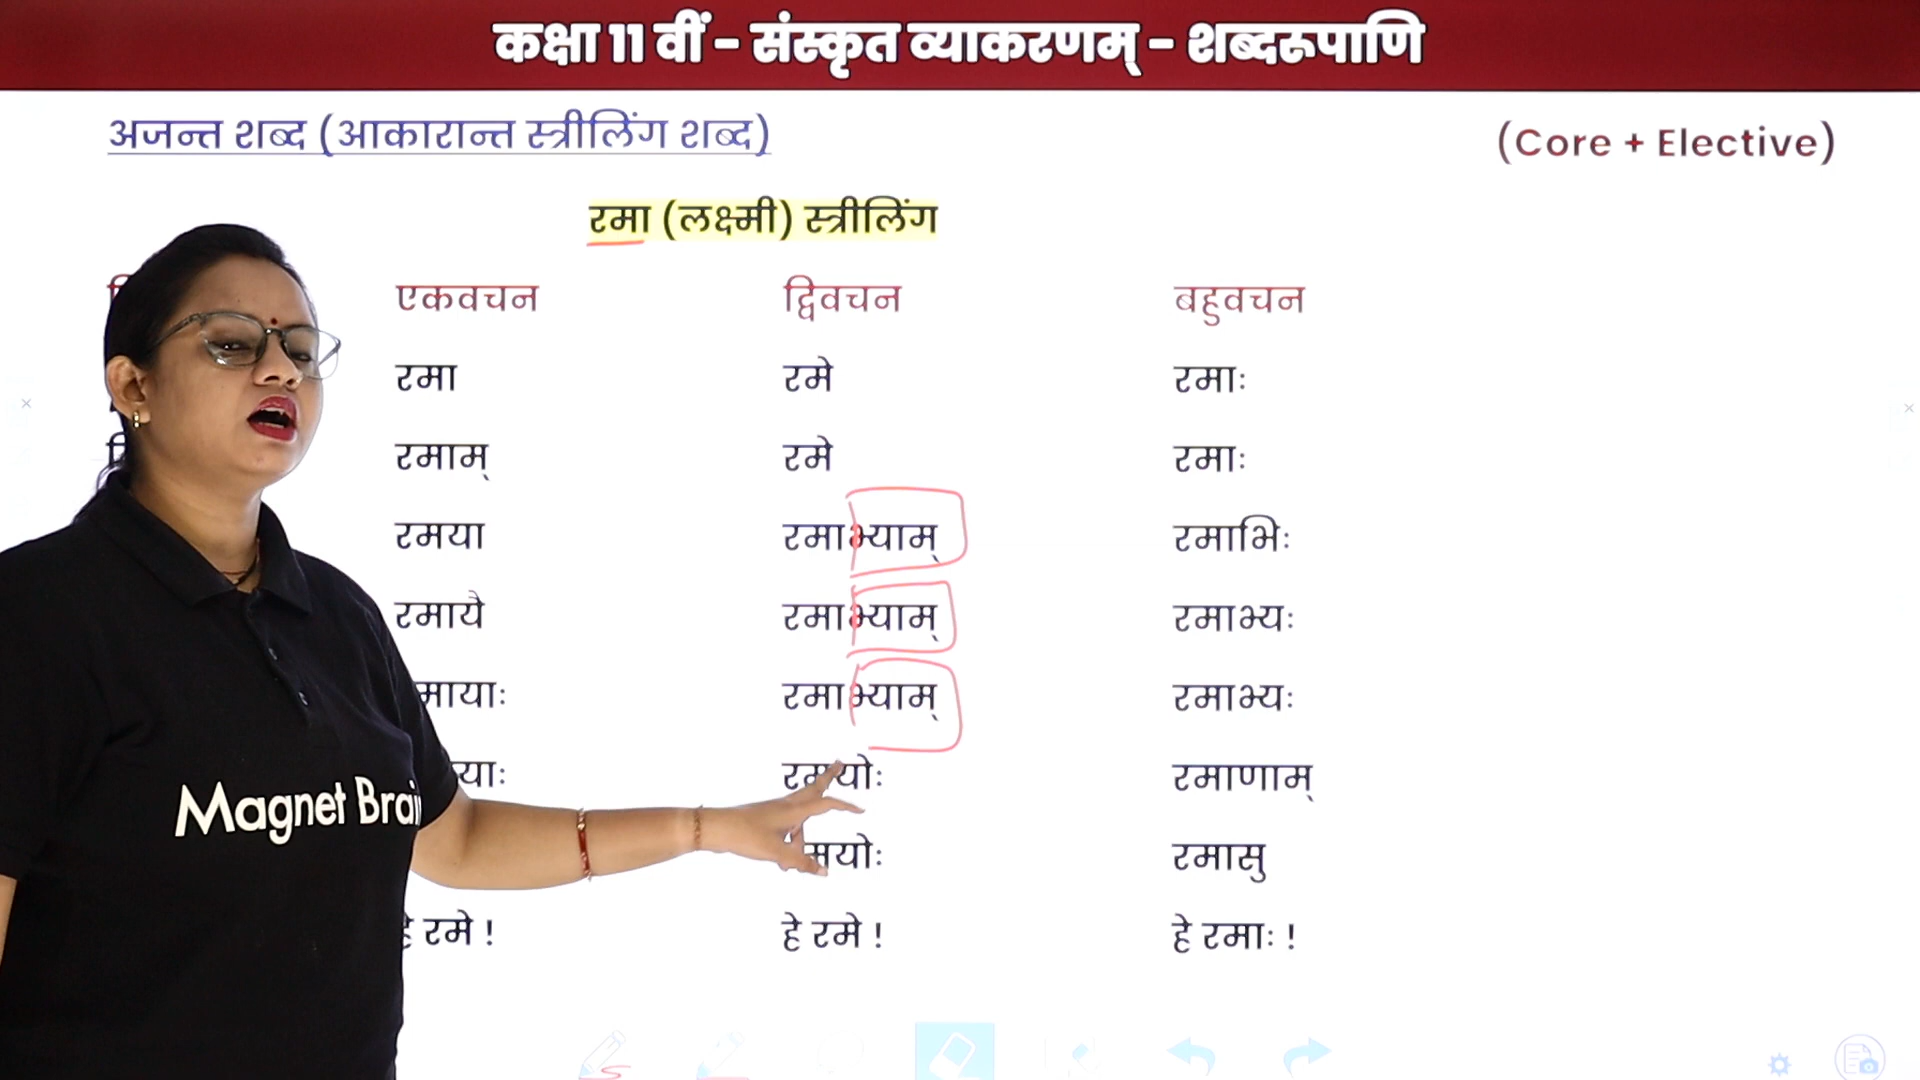 कक्षा 11 वीं - संस्कृत व्याकरणम् - शब्दरूपाणि
अजन्त शब्द (आकारान्त स्त्रीलिंग शब्द)
(Core + Elective)
रमा (लक्ष्मी) स्त्रीलिंग
एकवचन द्विवचन बहुवचन
रमा रमे रमाः
रमाम् रमे रमाः
रमया रमाभ्याम् रमाभिः
रमायै रमाभ्याम् रमाभ्यः
मायाः रमाभ्याम् रमाभ्यः
याः रमयोः रमाणाम्
मयोः रमासु
हे रमे ! हे रमे ! हे रमाः !
Magnet Brai